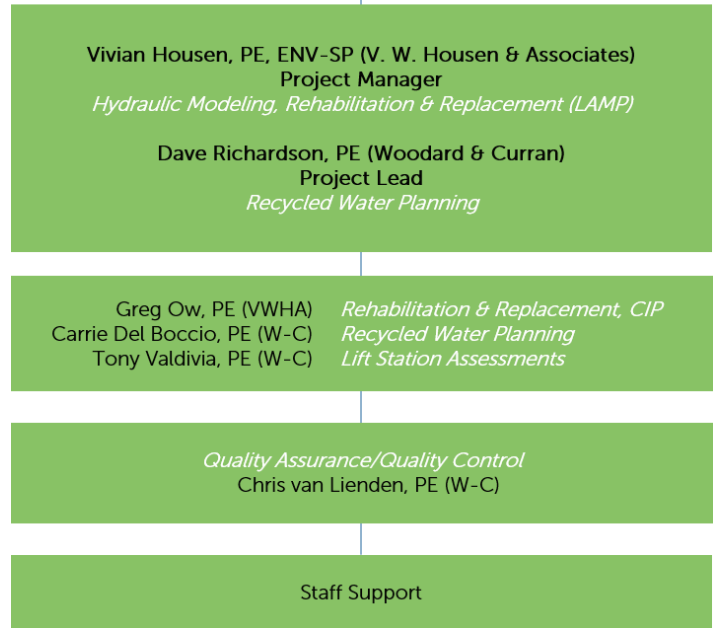 Vivian Housen, PE, ENV-SP (V. W. Housen & Associates)
Project Manager
Hydraulic Modeling, Rehabilitation & Replacement (LAMP)
Dave Richardson, PE (Woodard & Curran)
Project Lead
Recycled Water Planning
Greg Ow, PE (VWHA) Rehabilitation & Replacement, CIP
Carrie Del Boccio, PE (W-C) Recycled Water Planning
Tony Valdivia, PE (W-C) Lift Station Assessments
Quality Assurance/Quality Control
Chris van Lienden, PE (W-C)
Staff Support